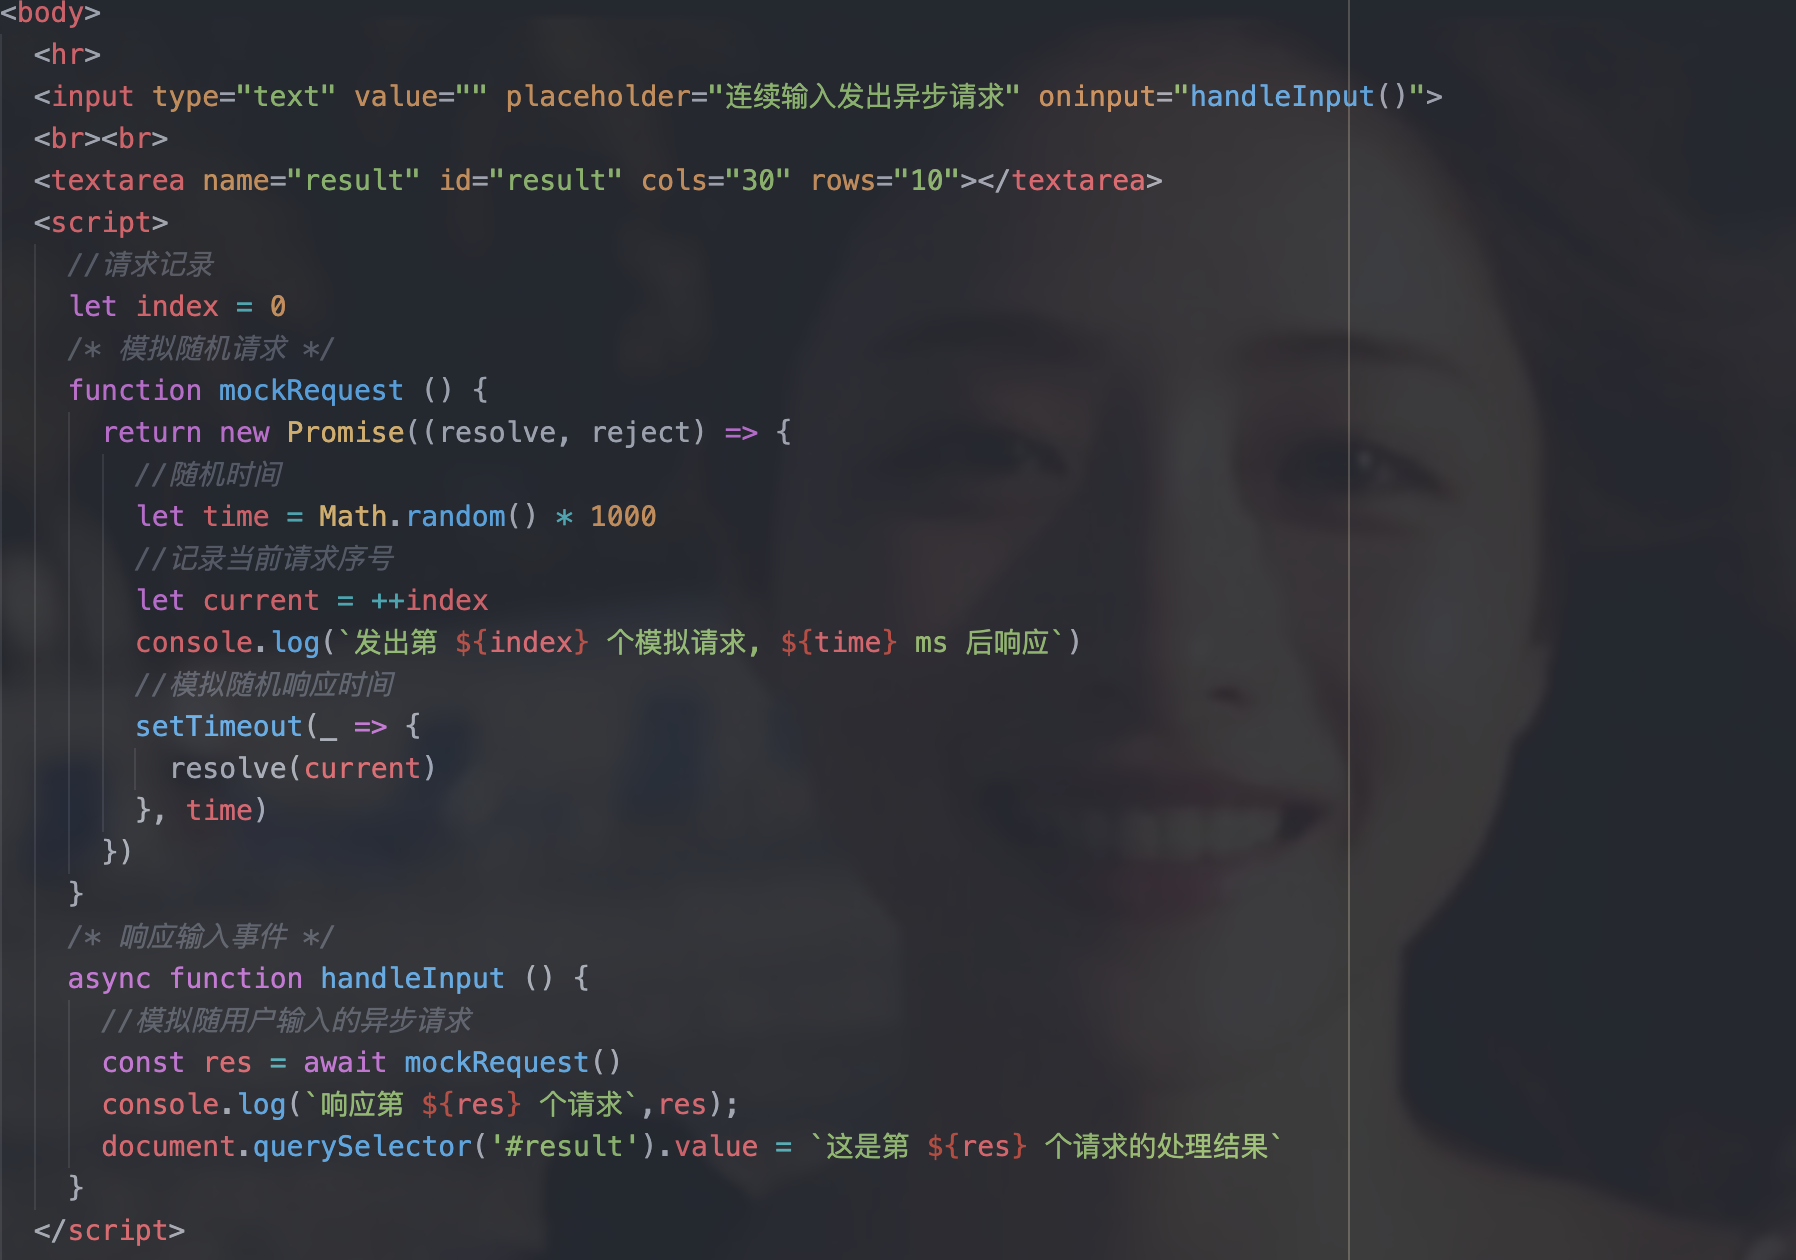 <body>
<hr>
<input type="text" value="" placeholder="连续输入发出异步请求" oninput="handleInput()">
<br><br>
<textarea name="result" id="result" cols="30" rows="10"></textarea>
<script>
//请求记录
let index = 0
/* 模拟随机请求 */
function mockRequest () {
return new Promise((resolve, reject) => {
//随机时间
let time = Math.random() * 1000
//记录当前请求序号
let current = ++index
console.log(`发出第 ${index} 个模拟请求, ${time} ms 后响应`)
//模拟随机响应时间
setTimeout(_ => {
resolve(current)
}, time)
})
}
/* 响应输入事件 */
async function handleInput () {
//模拟随用户输入的异步请求
const res = await mockRequest()
console.log(`响应第 ${res} 个请求`,res);
document.querySelector('#result').value = `这是第 ${res} 个请求的处理结果`
}
</script>